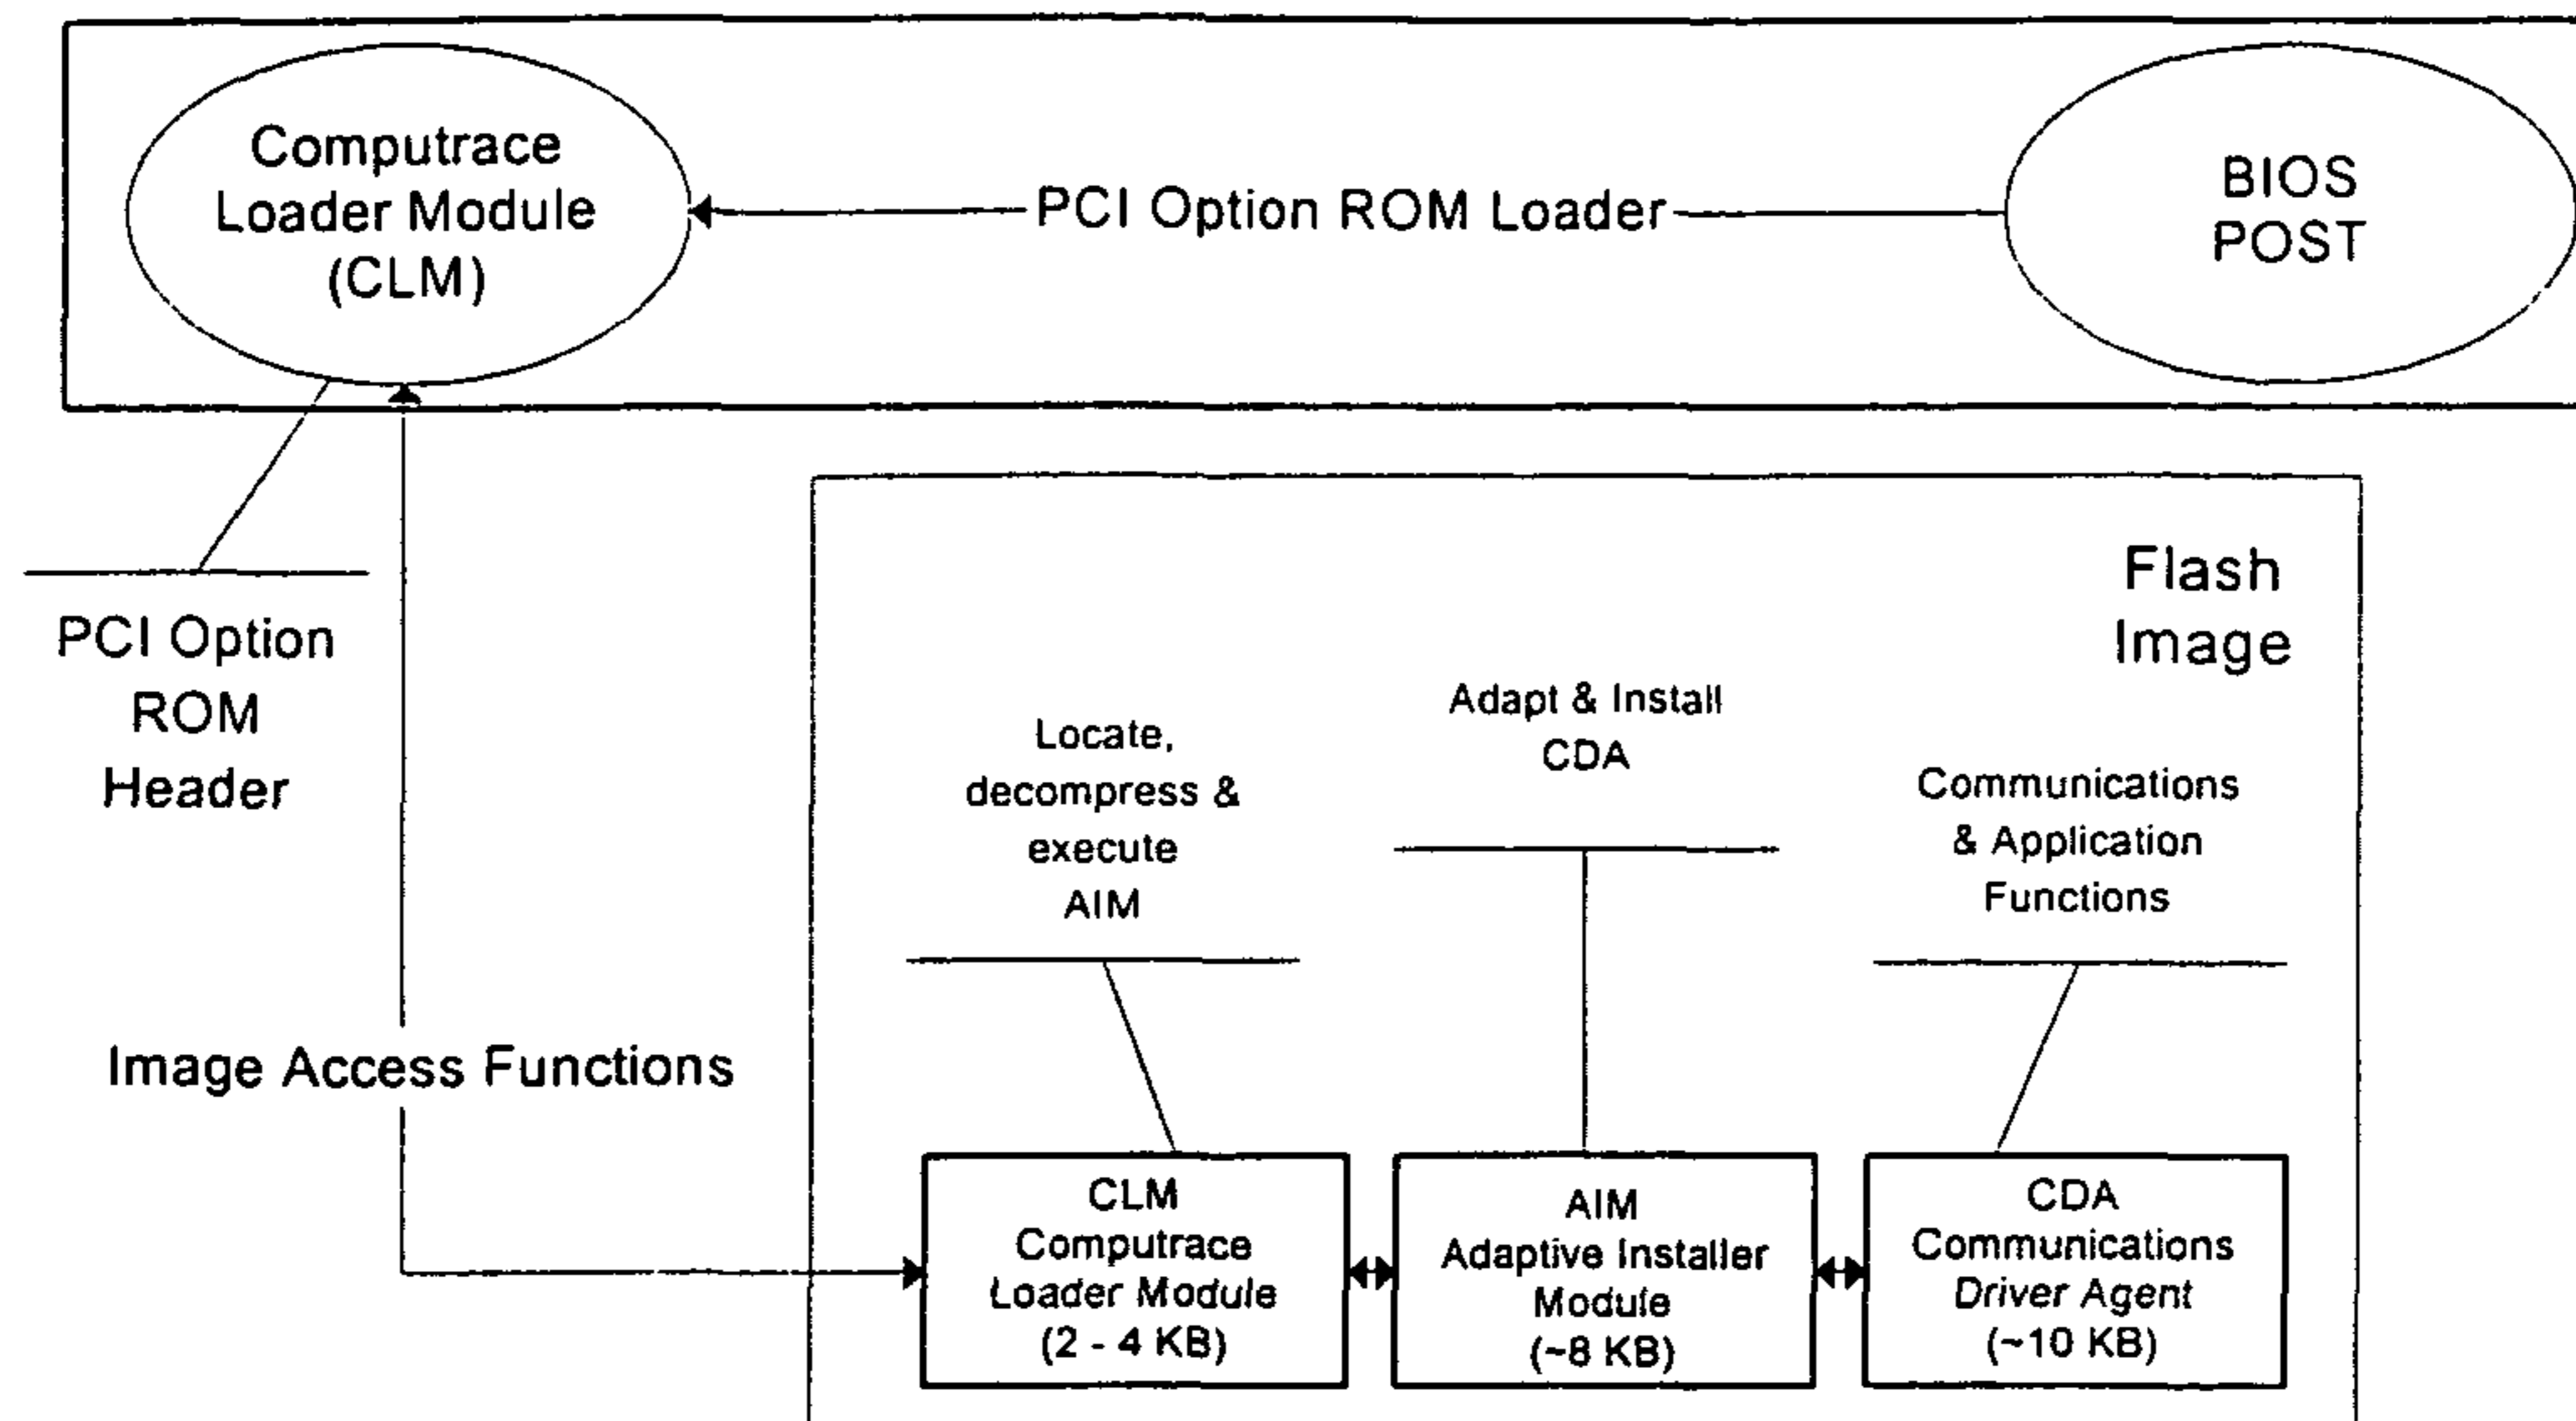 Computrace
Loader Module
(CLM)
PCI Option ROM Loader
BIOS
POST
PCI Option
ROM
Header
Image Access Functions
Flash
Image
Locate,
decompress &
execute
AIM
Adapt & Install
CDA
Communications
& Application
Functions
CLM
Computrace
Loader Module
(2 - 4 KB)
AIM
Adaptive Installer
Module
(~8 KB)
CDA
Communications
Driver Agent
(~10 KB)